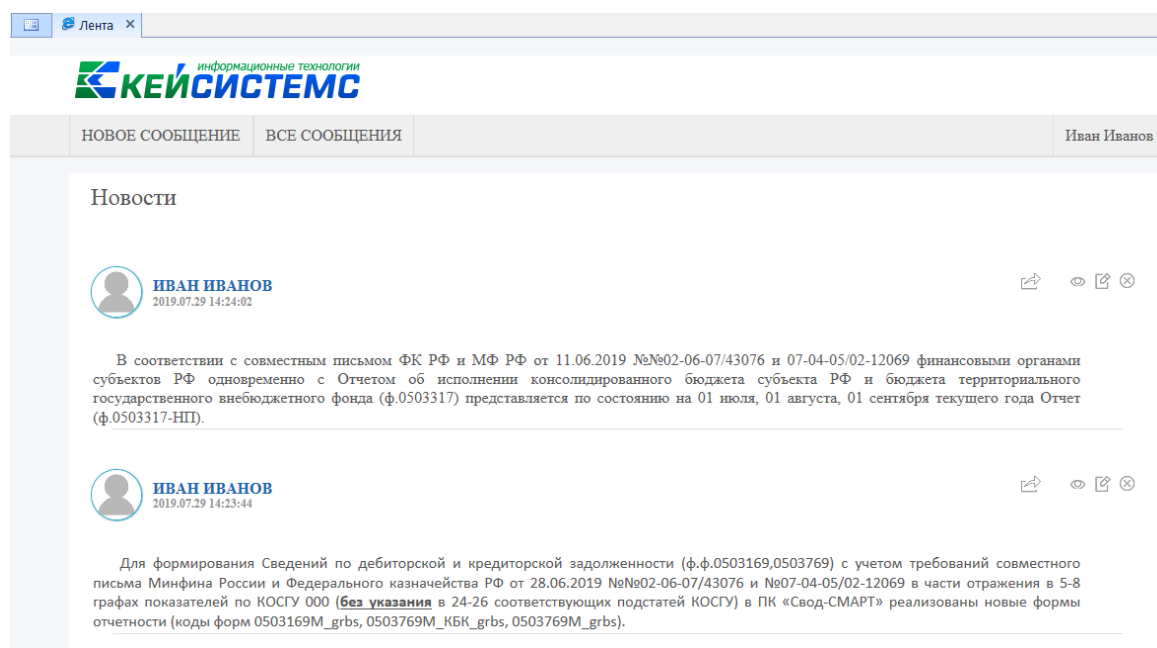 Лента ×
информационные технологии
КЕЙСИСТЕМС
НОВОЕ СООБЩЕНИЕ ВСЕ СООБЩЕНИЯ Иван Иванов
Новости
ИВАН ИВАНОВ
2019.07.29 14:24:02
В соответствии с совместным письмом ФК РФ и МФ РФ от 11.06.2019 №№02-06-07/43076 и 07-04-05/02-12069 финансовыми органами
субъектов РФ одновременно с Отчетом об исполнении консолидированного бюджета субъекта РФ и бюджета территориального
государственного внебюджетного фонда (ф.0503317) представляется по состоянию на 01 июля, 01 августа, 01 сентября текущего года Отчет
(ф.0503317-НП).
ИВАН ИВАНОВ
2019.07.29 14:23:44
Для формирования Сведений по дебиторской и кредиторской задолженности (ф.ф.0503169,0503769) с учетом требований совместного
письма Минфина России и Федерального казначейства РФ от 28.06.2019 №№02-06-07/43076 и №07-04-05/02-12069 в части отражения в 5-8
графах показателей по КОСГУ 000 (без указания в 24-26 соответствующих подстатей КОСГУ) в ПК «Свод-СМАРТ» реализованы новые формы
отчетности (коды форм 0503169M_grbs, 0503769M_КБК_grbs, 0503769M_grbs).